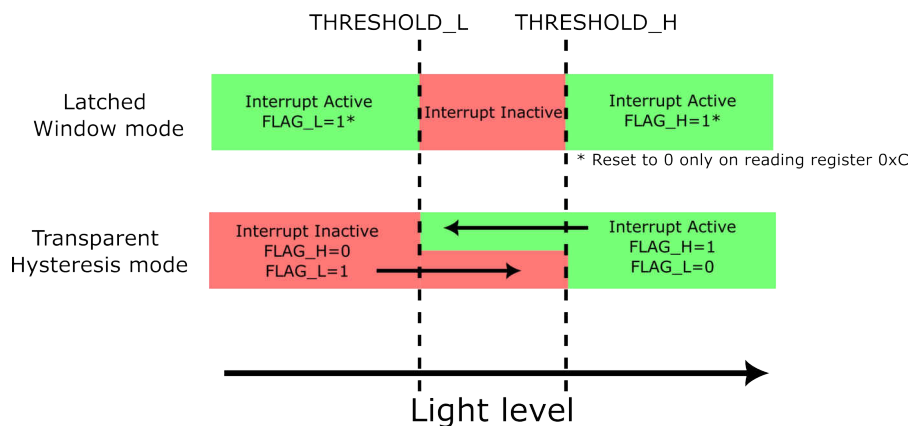 THRESHOLD_L
THRESHOLD_H
Latched
Window mode
Interrupt Active
FLAG_L=1*
Interrupt Inactive
Interrupt Active
FLAG_H=1*
* Reset to 0 only on reading register 0xC
Transparent
Hysteresis mode
Interrupt Inactive
FLAG_H=0
FLAG_L=1
Interrupt Active
FLAG_H=1
FLAG_L=0
Light level